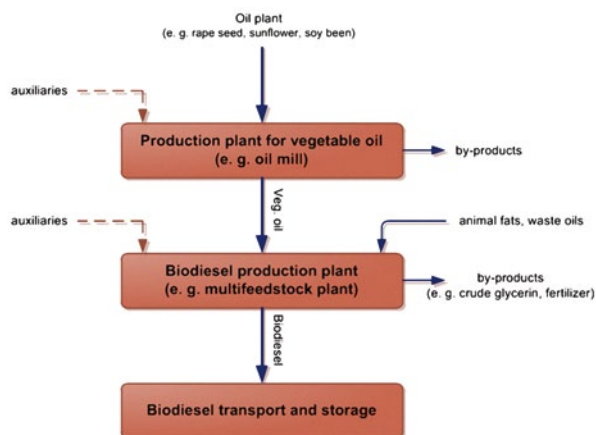 Oil plant
(e. g. rape seed, sunflower, soy been)
auxiliaries
Production plant for vegetable oil
(e. g. oil mill)
by-products
Veg. oil
auxiliaries
animal fats, waste oils
Biodiesel production plant
(e. g. multifeedstock plant)
by-products
(e. g. crude glycerin, fertilizer)
Biodiesel
Biodiesel transport and storage